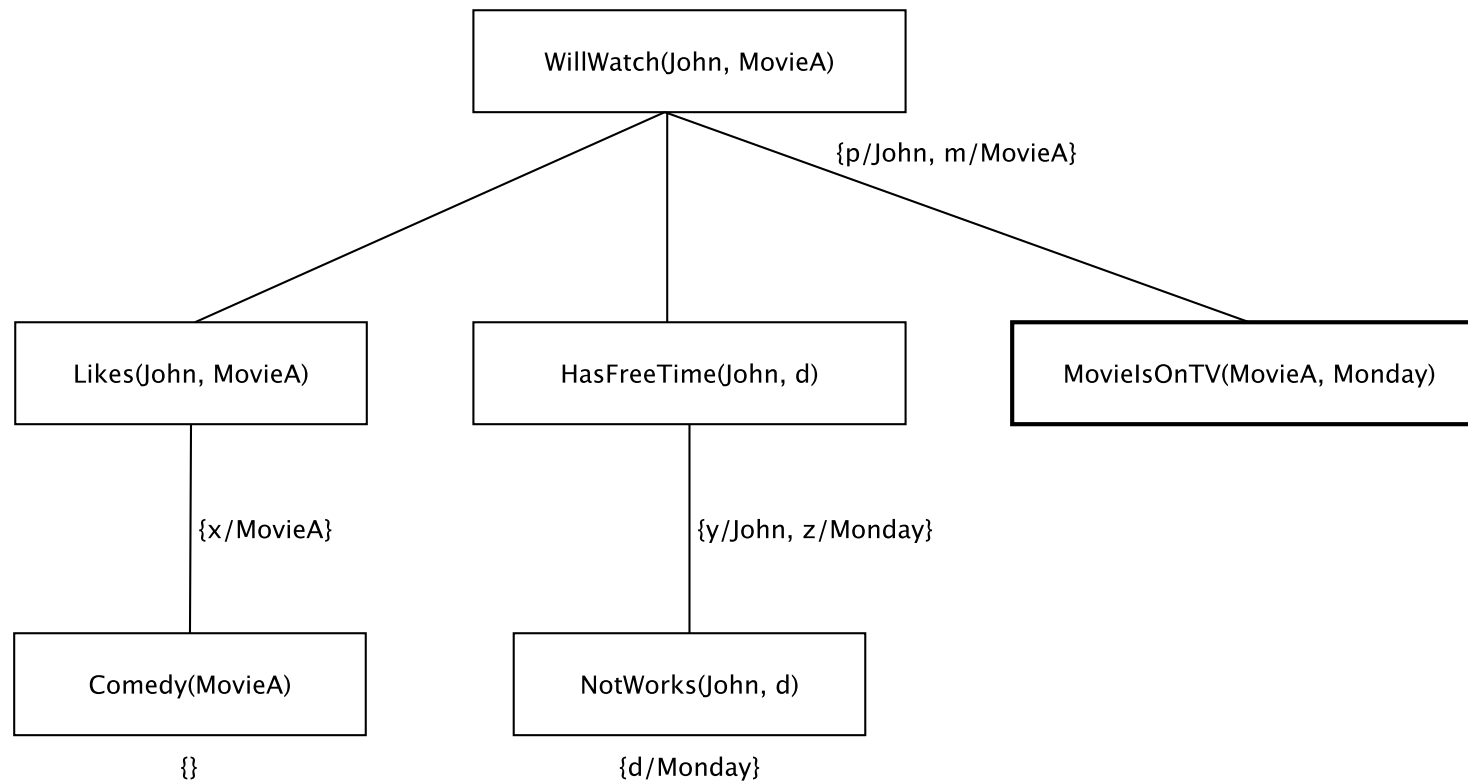 WillWatch(John, MovieA)
{p/John, m/MovieA}
Likes(John, MovieA)
HasFreeTime(John, d)
MovieIsOnTV(MovieA, Monday)
{x/MovieA}
{y/John, z/Monday}
Comedy(MovieA)
NotWorks(John, d)
{}
{d/Monday}